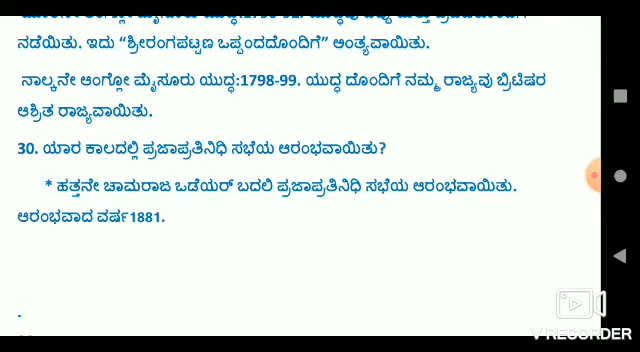 ನಡೆಯಿತು. ಇದು “ಶ್ರೀರಂಗಪಟ್ಟಣ ಒಪ್ಪಂದದೊಂದಿಗೆ” ಅಂತ್ಯವಾಯಿತು.
ನಾಲ್ಕನೇ ಆಂಗ್ಲೋ ಮೈಸೂರು ಯುದ್ಧ:1798-99. ಯುದ್ಧ ದೊಂದಿಗೆ ನಮ್ಮ ರಾಜ್ಯವು ಬ್ರಿಟಿಷರ
ಆಶ್ರಿತ ರಾಜ್ಯವಾಯಿತು.
30. ಯಾರ ಕಾಲದಲ್ಲಿ ಪ್ರಜಾಪ್ರತಿನಿಧಿ ಸಭೆಯ ಆರಂಭವಾಯಿತು?
* ಹತ್ತನೇ ಚಾಮರಾಜ ಒಡೆಯರ್ ಬದಲಿ ಪ್ರಜಾಪ್ರತಿನಿಧಿ ಸಭೆಯ ಆರಂಭವಾಯಿತು.
ಆರಂಭವಾದ ವರ್ಷ1881.
.
V RECORDER